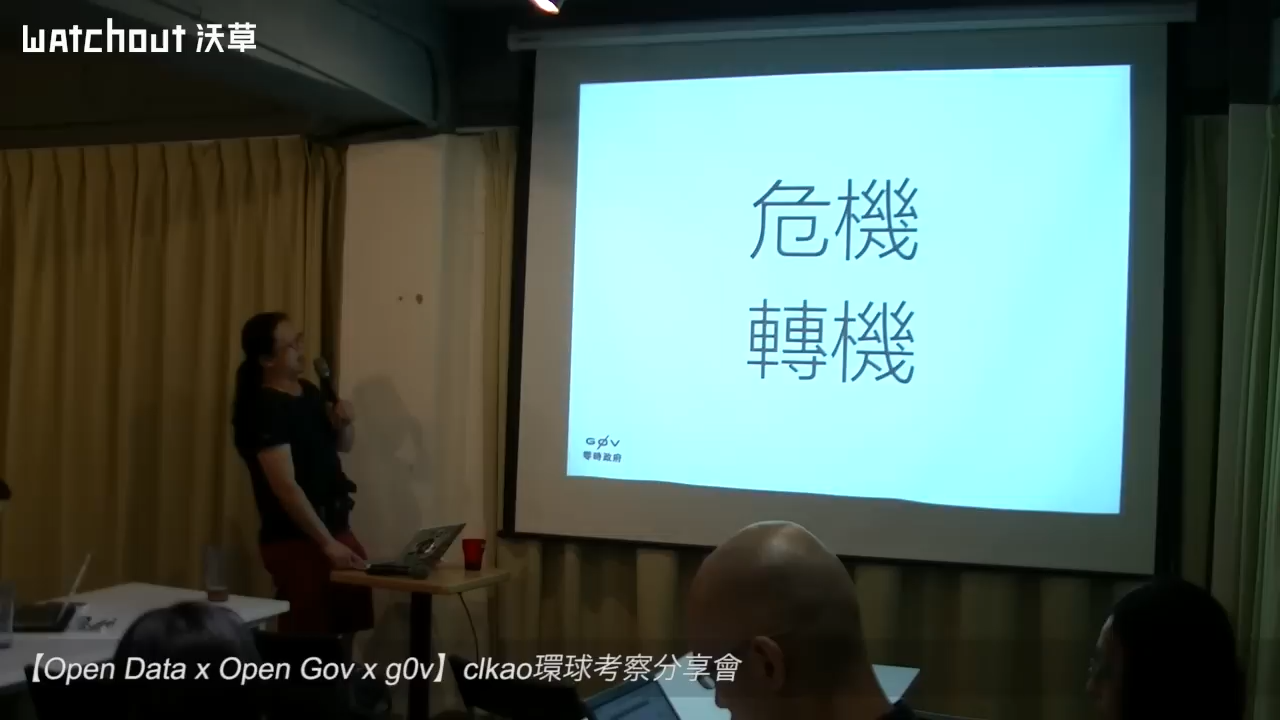 watchout 沃草
危機
轉機
G0V
零時政府
【Open Data x Open Gov x g0v】clkao環球考察分享會